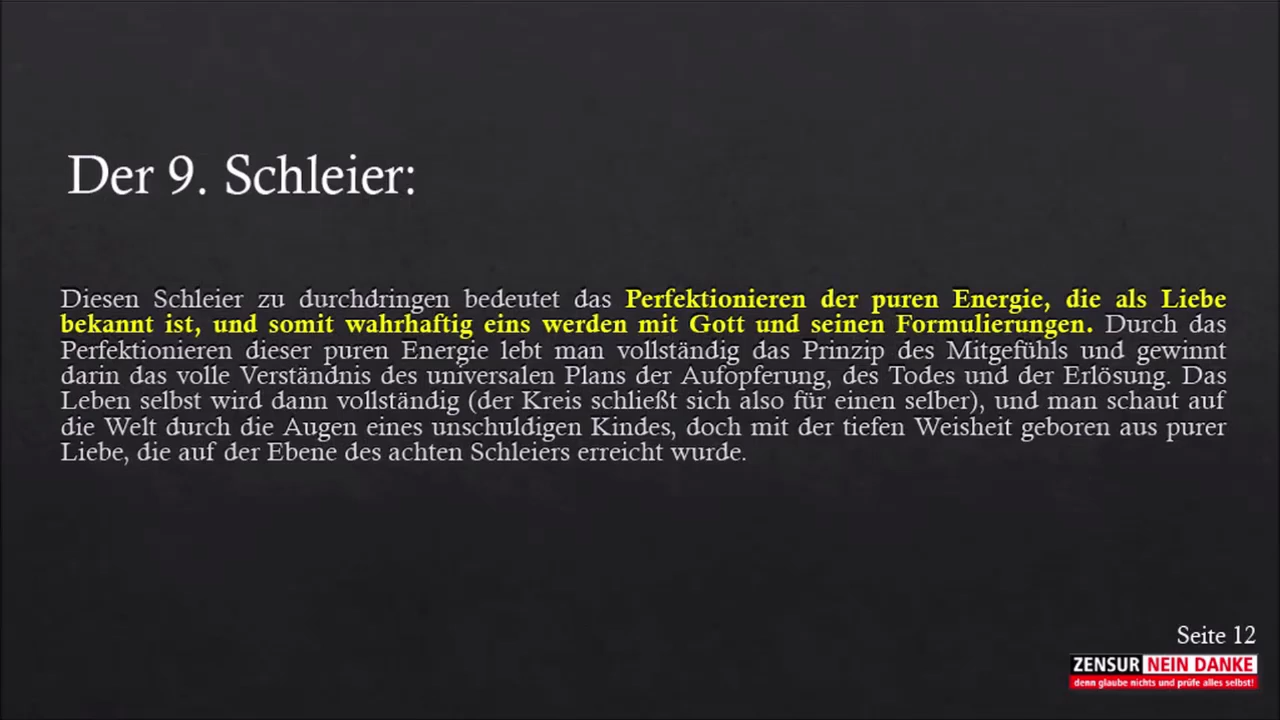 Der 9. Schleier:
Diesen Schleier zu durchdringen bedeutet das Perfektionieren der puren Energie, die als Liebe
bekannt ist, und somit wahrhaftig eins werden mit Gott und seinen Formulierungen. Durch das
Perfektionieren dieser puren Energie lebt man vollständig das Prinzip des Mitgefühls und gewinnt
darin das volle Verständnis des universalen Plans der Aufopferung, des Todes und der Erlösung. Das
Leben selbst wird dann vollständig (der Kreis schließt sich also für einen selber), und man schaut auf
die Welt durch die Augen eines unschuldigen Kindes, doch mit der tiefen Weisheit geboren aus purer
Liebe, die auf der Ebene des achten Schleiers erreicht wurde.
Seite 12
ZENSUR NEIN DANKE
denn glaube nichts und prüfe alles selbst!